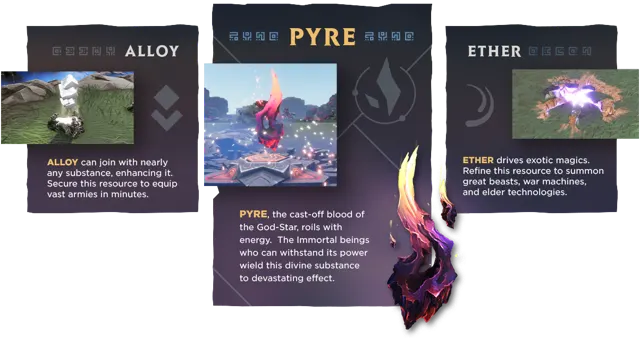 ALLOY
ALLOY can join with nearly
any substance, enhancing it.
Secure this resource to equip
vast armies in minutes.
PYRE
PYRE, the cast-off blood of
the God-Star, roils with
energy. The Immortal beings
who can withstand its power
wield this divine substance
to devastating effect.
ETHER
ETHER drives exotic magics.
Refine this resource to summon
great beasts, war machines,
and elder technologies.